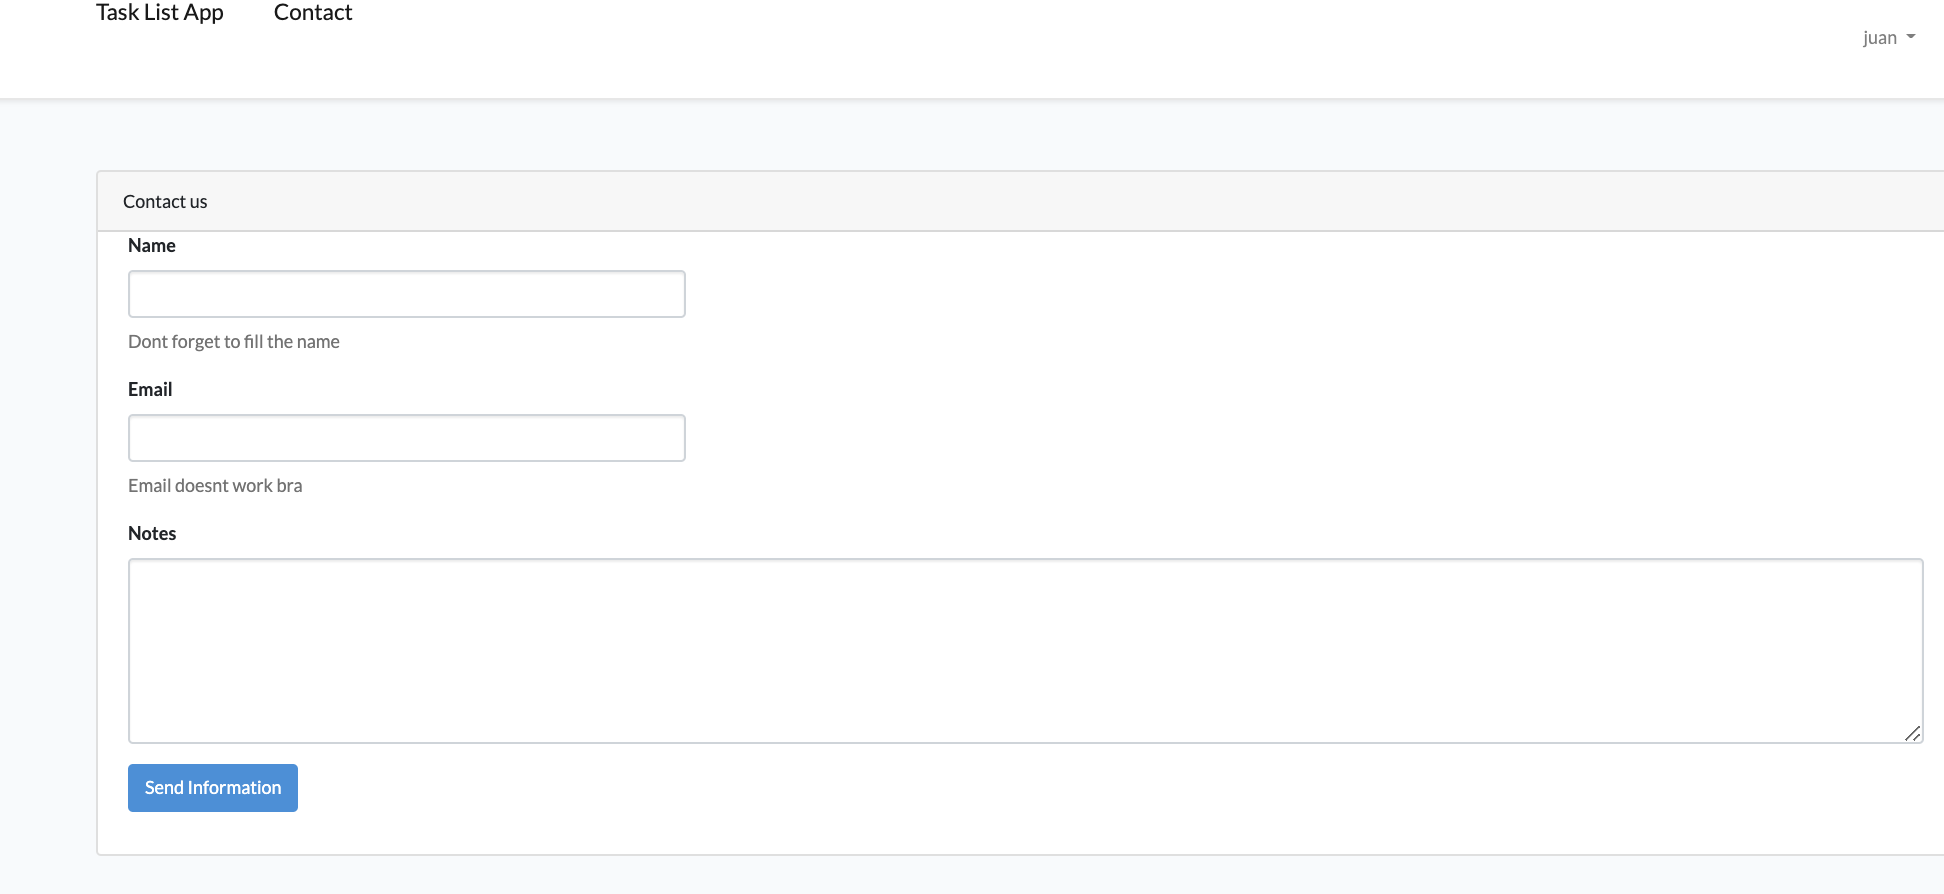 Task List App Contact
juan
Contact us
Name
Dont forget to fill the name
Email
Email doesnt work bra
Notes
Send Information